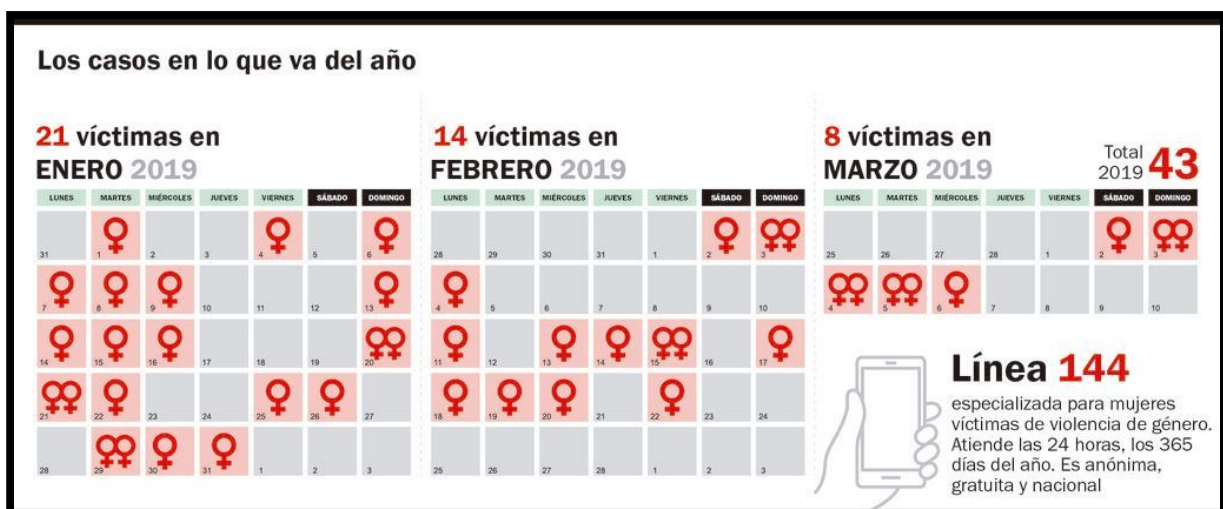 Los casos en lo que va del año
21 víctimas en
ENERO 2019
LUNES MARTES MIÉRCOLES JUEVES VIERNES SÁBADO DOMINGO
31 1 2 3 4 5 6
7 8 9 10 11 12 13
14 15 16 17 18 19 20
21 22 23 24 25 26 27
28 29 30 31 1 2 3
14 víctimas en
FEBRERO 2019
LUNES MARTES MIÉRCOLES JUEVES VIERNES SÁBADO DOMINGO
28 29 30 31 1 2 3
4 5 6 7 8 9 10
11 12 13 14 15 16 17
18 19 20 21 22 23 24
25 26 27 28 1 2 3
8 víctimas en
MARZO 2019
Total
2019 43
LUNES MARTES MIÉRCOLES JUEVES VIERNES SÁBADO DOMINGO
25 26 27 28 1 2 3
4 5 6 7 8 9 10
Línea 144
especializada para mujeres
víctimas de violencia de género.
Atiende las 24 horas, los 365
días del año. Es anónima,
gratuita y nacional